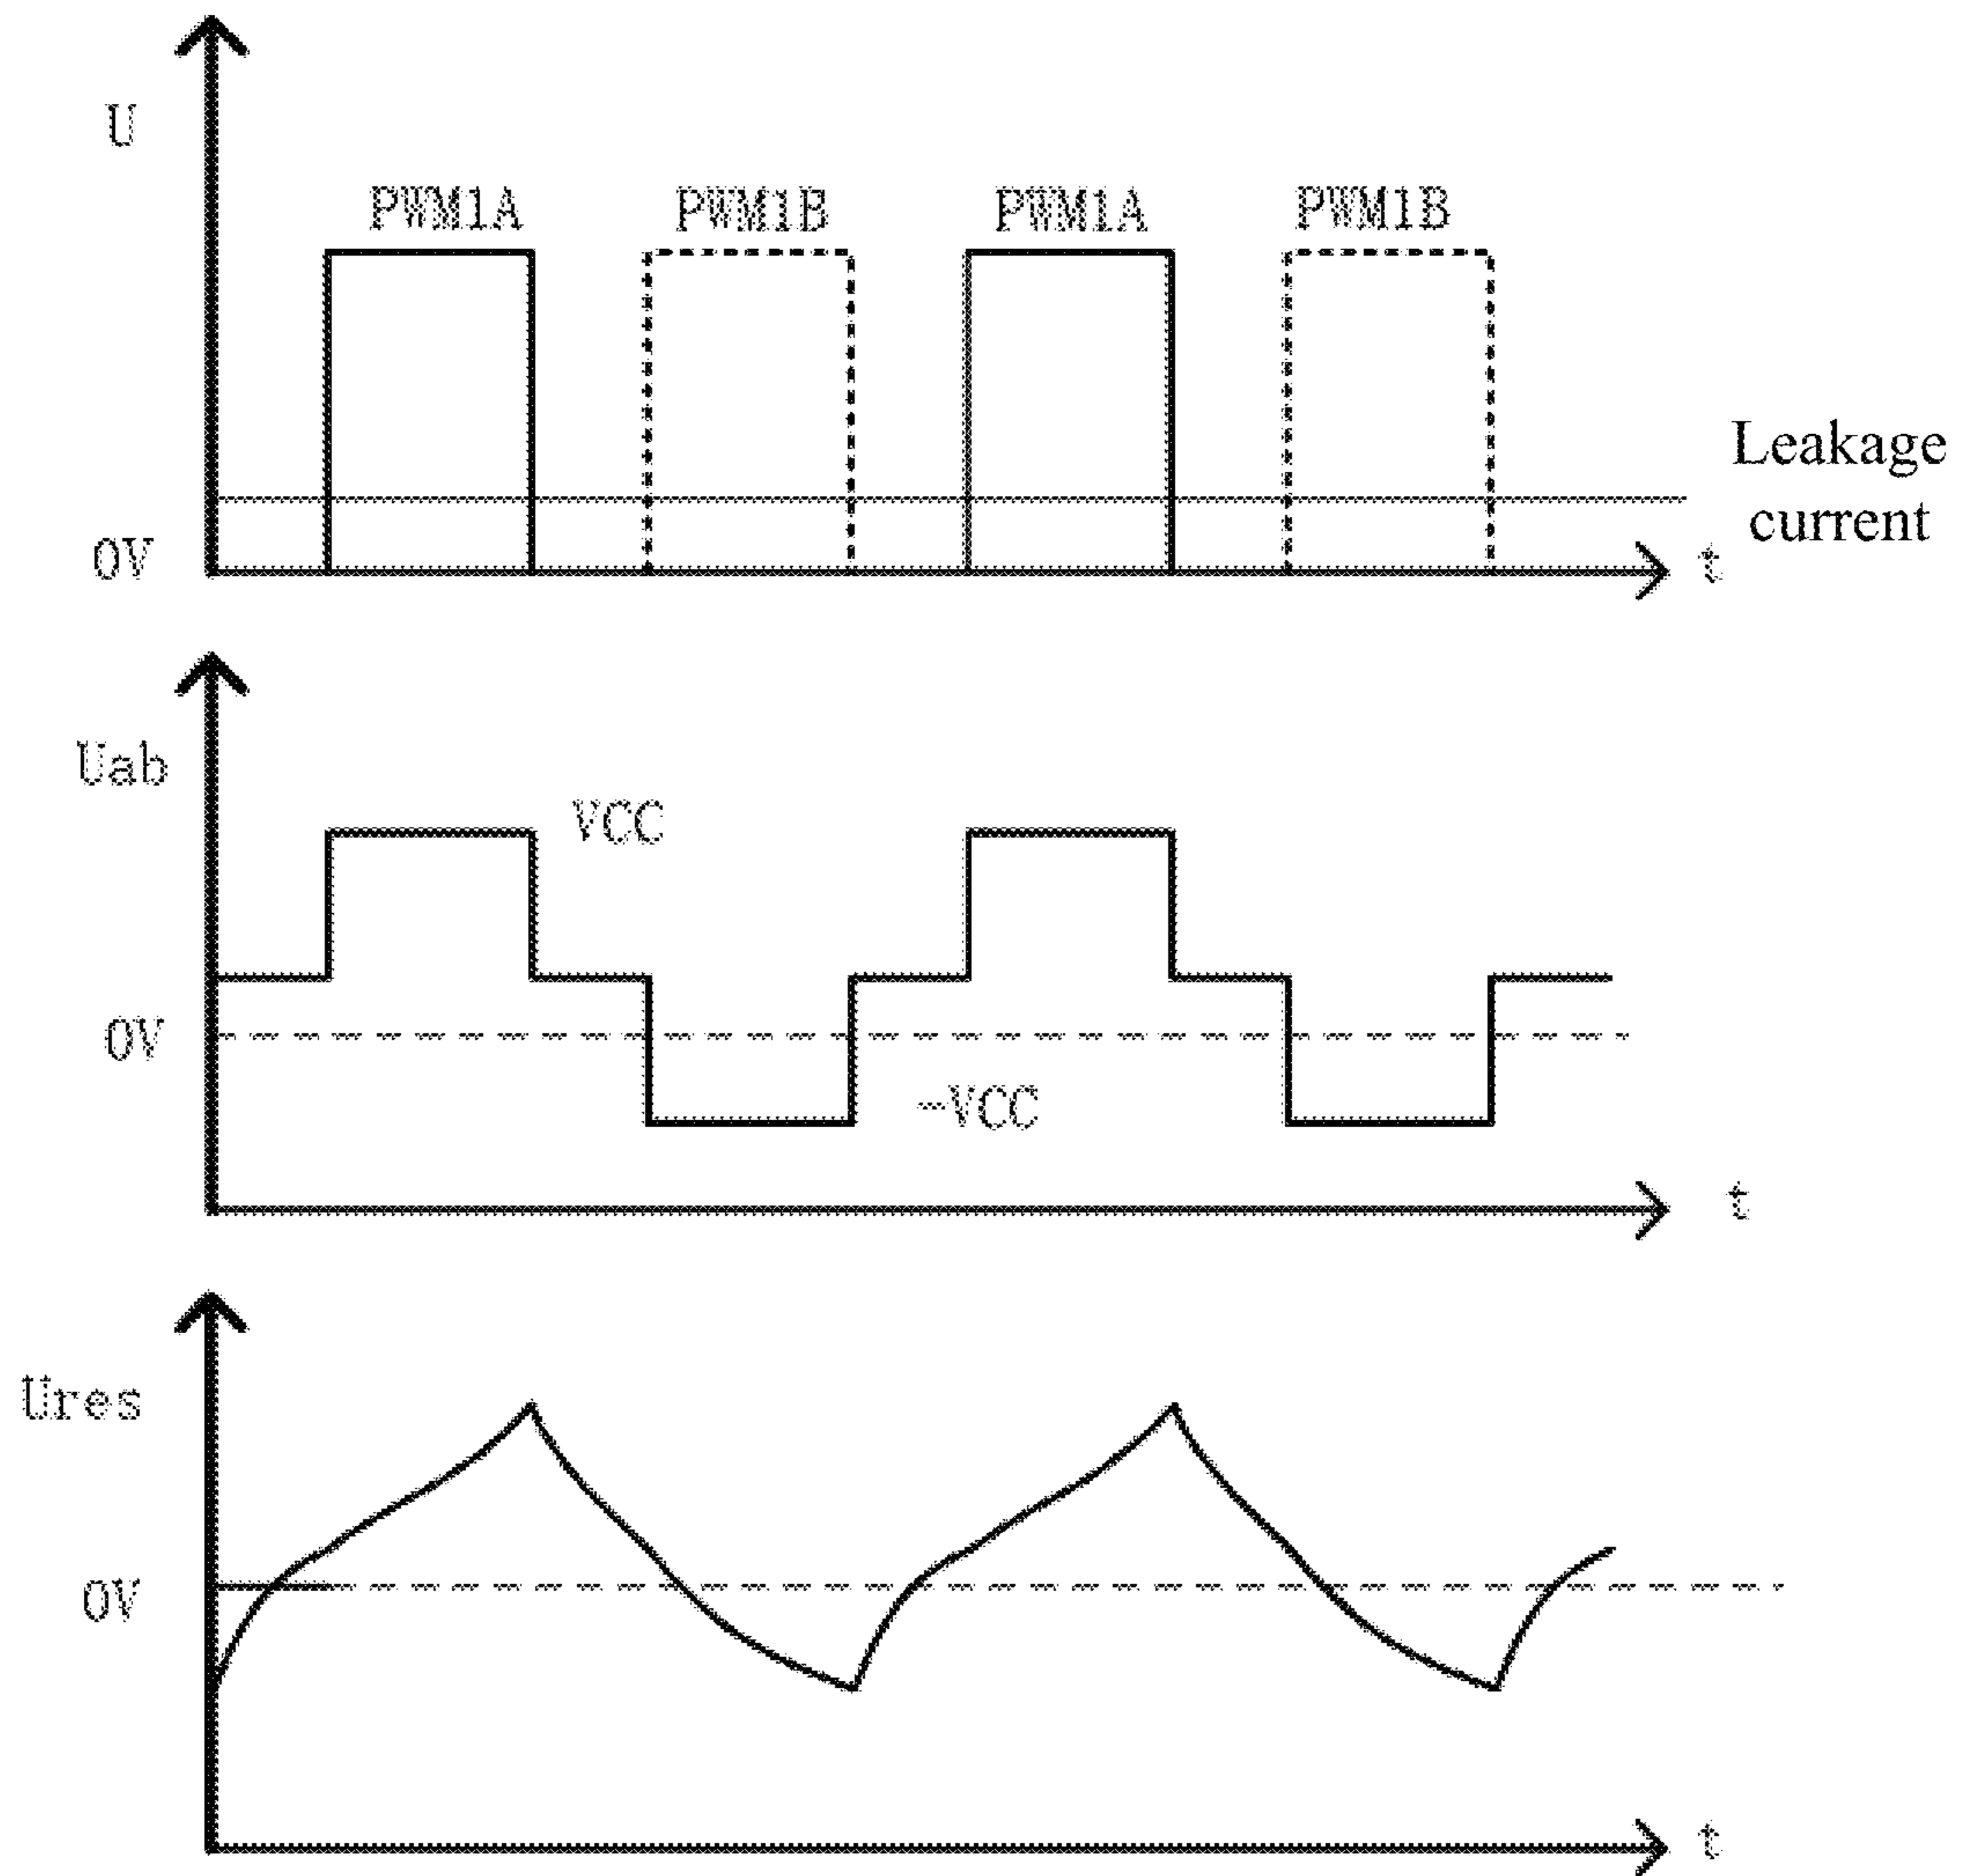 U
PWM1A PWM1B PWM1A PWM1B
Leakage
current
0V
t
Uab
VCC
0V
-VCC
t
Ures
0V
t